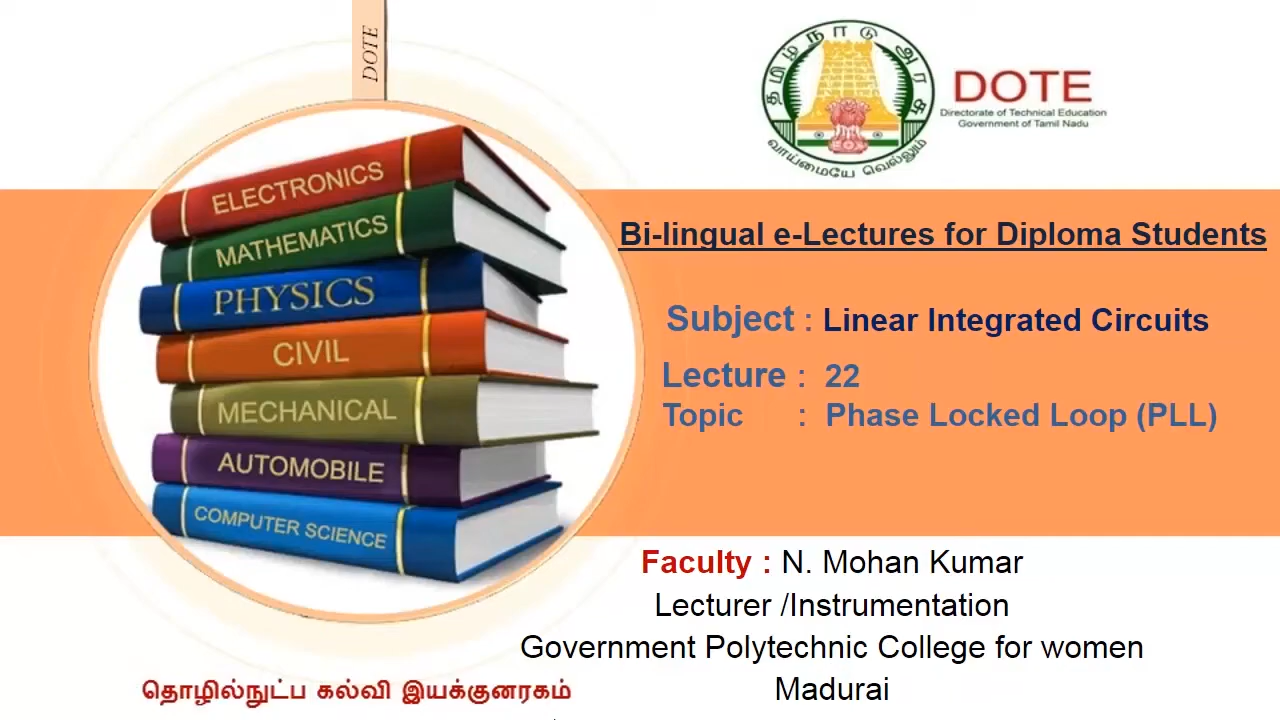 DOTE
தமிழ் நாடு அரசு
வாய்மையே வெல்லும்
DOTE
Directorate of Technical Education
Government of Tamil Nadu
ELECTRONICS
MATHEMATICS
PHYSICS
CIVIL
MECHANICAL
AUTOMOBILE
COMPUTER SCIENCE
Bi-lingual e-Lectures for Diploma Students
Subject : Linear Integrated Circuits
Lecture : 22
Topic : Phase Locked Loop (PLL)
Faculty : N. Mohan Kumar
Lecturer /Instrumentation
Government Polytechnic College for women
Madurai
தொழில்நுட்ப கல்வி இயக்குனரகம்